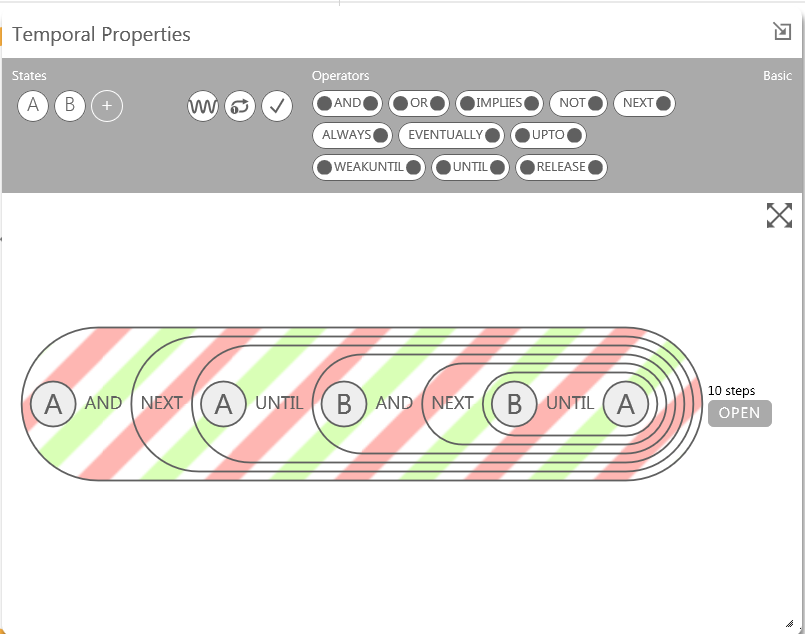 Temporal Properties
States Operators Basic
A B + AND OR IMPLIES NOT NEXT
ALWAYS EVENTUALLY UPTO
WEAKUNTIL UNTIL RELEASE
10 steps
A AND NEXT A UNTIL B AND NEXT B UNTIL A
OPEN